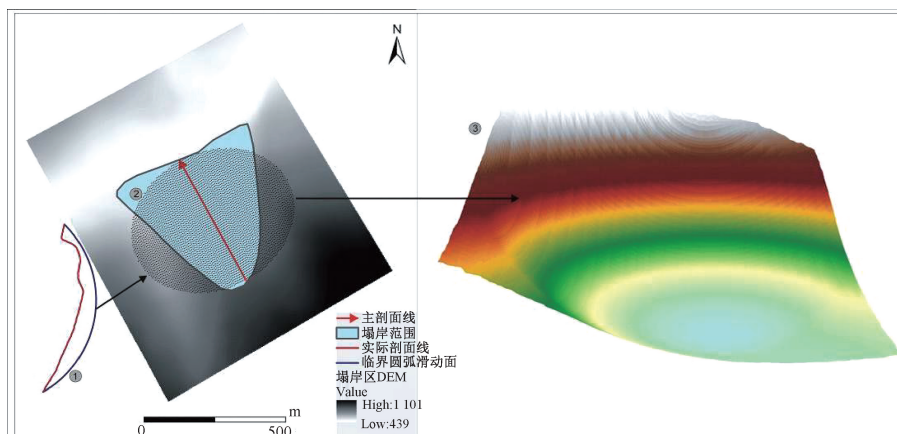 N
③
②
①
主剖面线
塌岸范围
实际剖面线
临界圆弧滑动面
塌岸区DEM
Value
High:1 101
Low:439
m
0
500